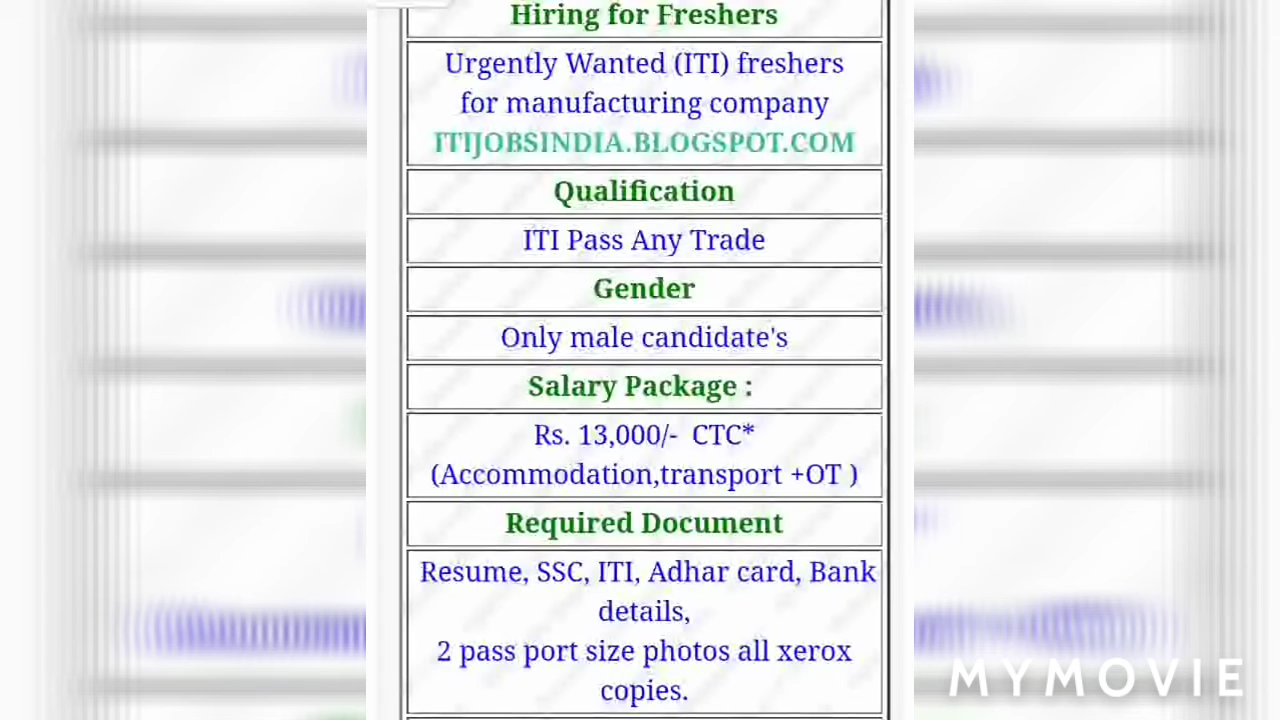 Hiring for Freshers
Urgently Wanted (ITI) freshers
for manufacturing company
ITIJOBSINDIA.BLOGSPOT.COM
Qualification
ITI Pass Any Trade
Gender
Only male candidate's
Salary Package :
Rs. 13,000/-  CTC*
(Accommodation,transport +OT )
Required Document
Resume, SSC, ITI, Adhar card, Bank
details,
2 pass port size photos all xerox
copies.
MYMOVIE